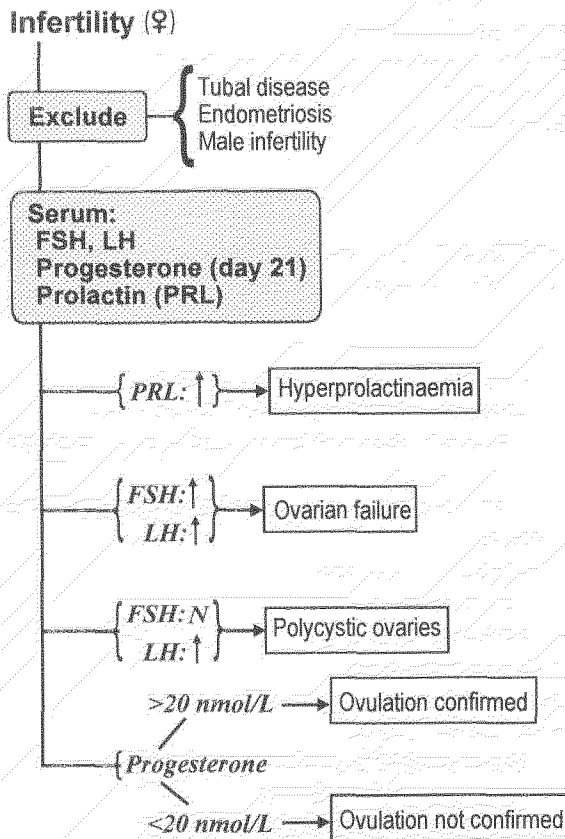 Infertility (♀)
Exclude
Tubal disease
Endometriosis
Male infertility
Serum:
FSH, LH
Progesterone (day 21)
Prolactin (PRL)
PRL: ↑
Hyperprolactinaemia
FSH: ↑
LH: ↑
Ovarian failure
FSH: N
LH: ↑
Polycystic ovaries
>20 nmol/L
Ovulation confirmed
Progesterone
<20 nmol/L
Ovulation not confirmed